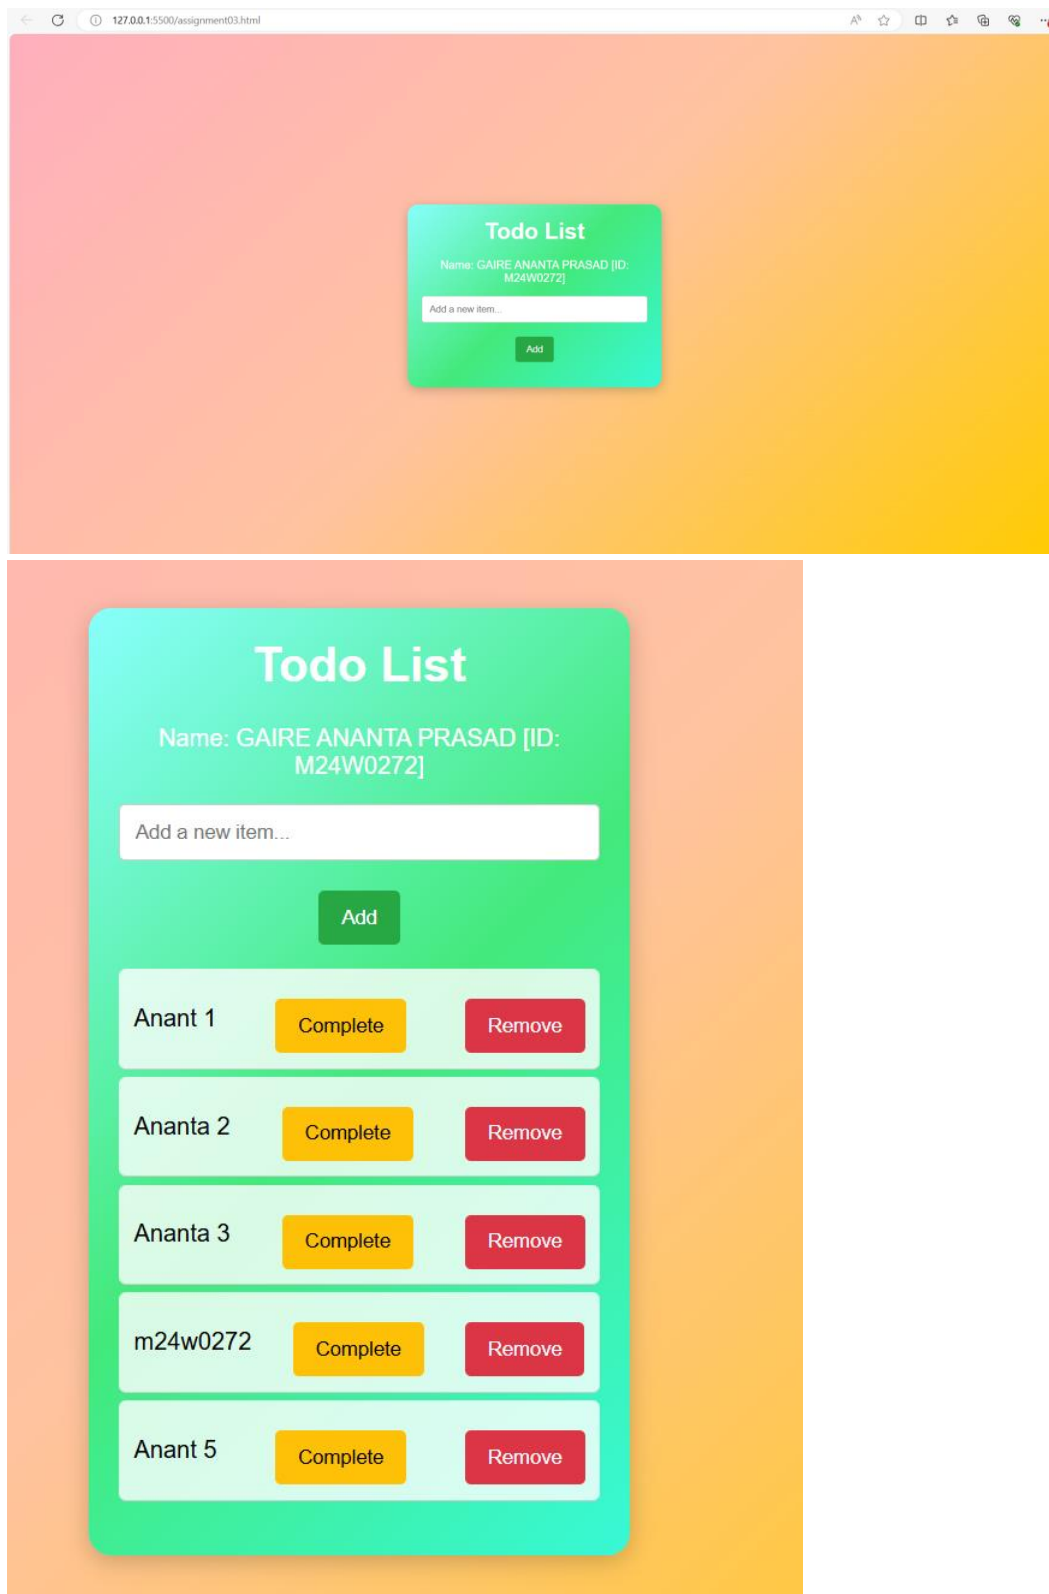 127.0.0.1:5500/assignment03.html
Todo List
Name: GAIRE ANANTA PRASAD [ID:
M24W0272]
Add a new item...
Add
Todo List
Name: GAIRE ANANTA PRASAD [ID:
M24W0272]
Add a new item...
Add
Anant 1 Complete Remove
Ananta 2 Complete Remove
Ananta 3 Complete Remove
m24w0272 Complete Remove
Anant 5 Complete Remove